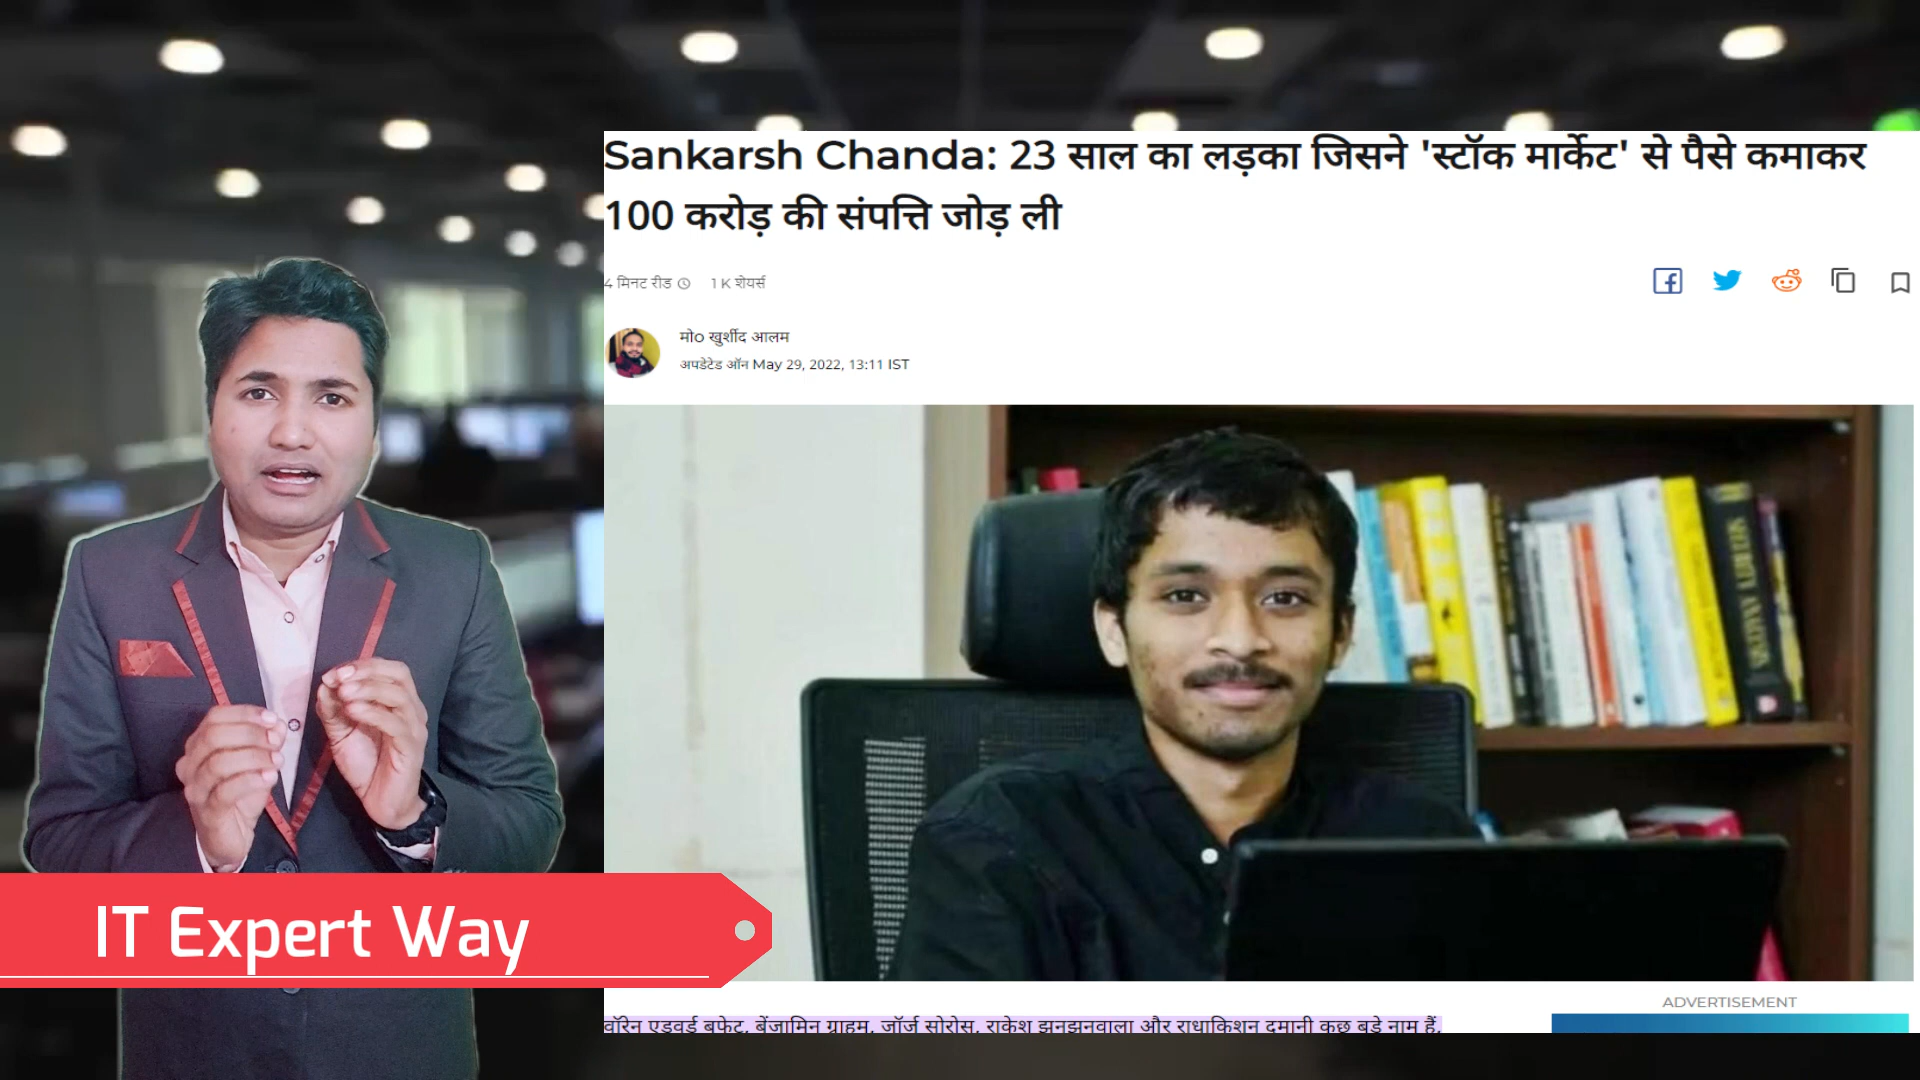 Sankarsh Chanda: 23 साल का लड़का जिसने 'स्टॉक मार्केट' से पैसे कमाकर
100 करोड़ की संपत्ति जोड़ ली
4 मिनट रीड 1 K शेयर्स
मो० खुर्शीद आलम
अपडेटेड ऑन May 29, 2022, 13:11 IST
IT Expert Way
ADVERTISEMENT
वॉरेन एडवर्ड बफेट, बेंजामिन ग्राहम, जॉर्ज सोरोस, राकेश झुनझुनवाला और राधाकिशन दमानी कुछ बड़े नाम हैं,